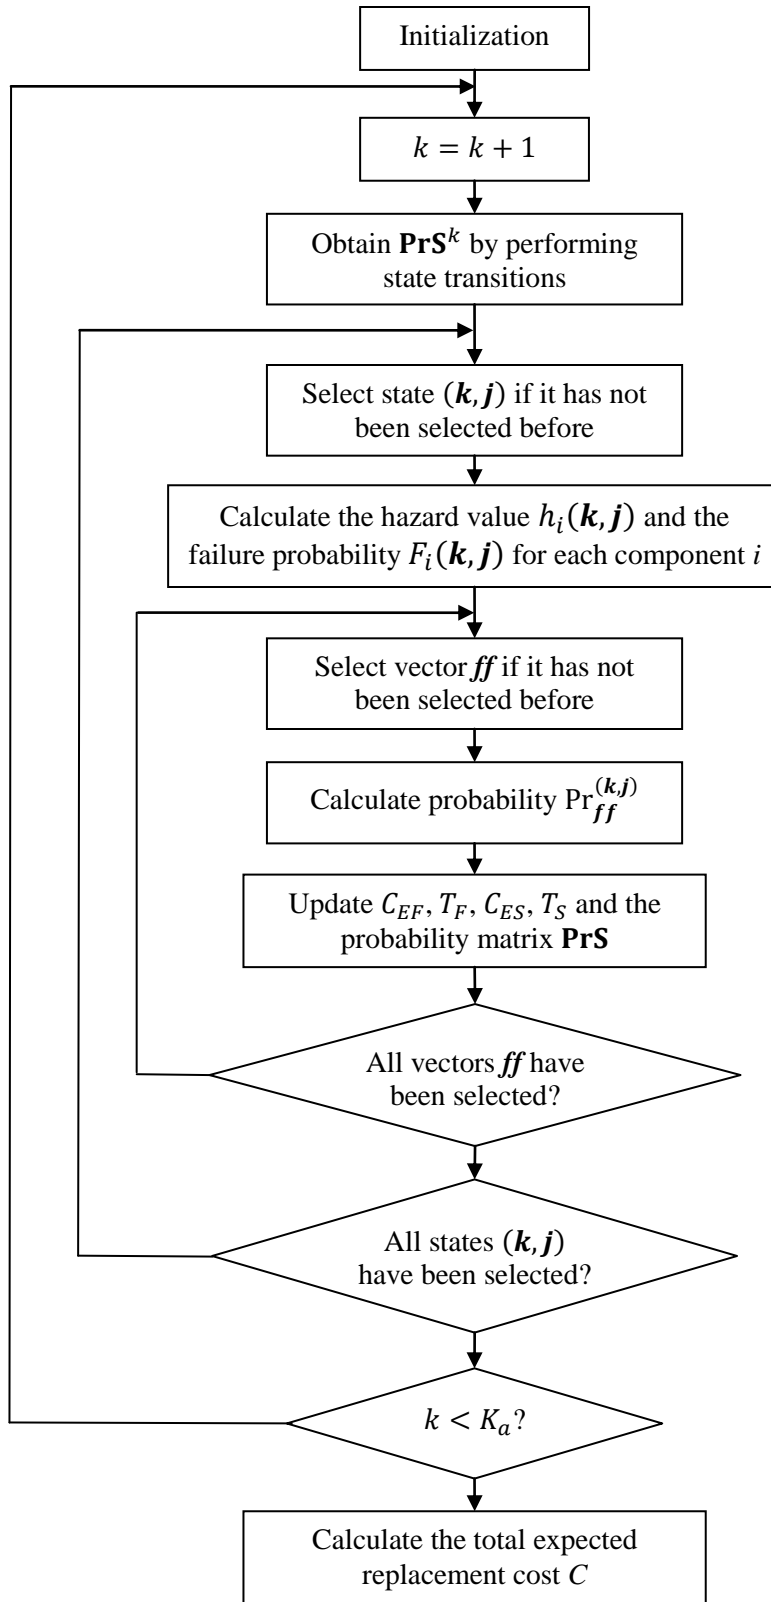 Initialization
k = k + 1
Obtain PrS^k by performing
state transitions
Select state (k, j) if it has not
been selected before
Calculate the hazard value h_i(k, j) and the
failure probability F_i(k, j) for each component i
Select vector ff if it has not
been selected before
Calculate probability Pr_ff^(k,j)
Update C_EF, T_F, C_ES, T_S and the
probability matrix PrS
All vectors ff have
been selected?
All states (k, j)
have been selected?
k < K_a?
Calculate the total expected
replacement cost C